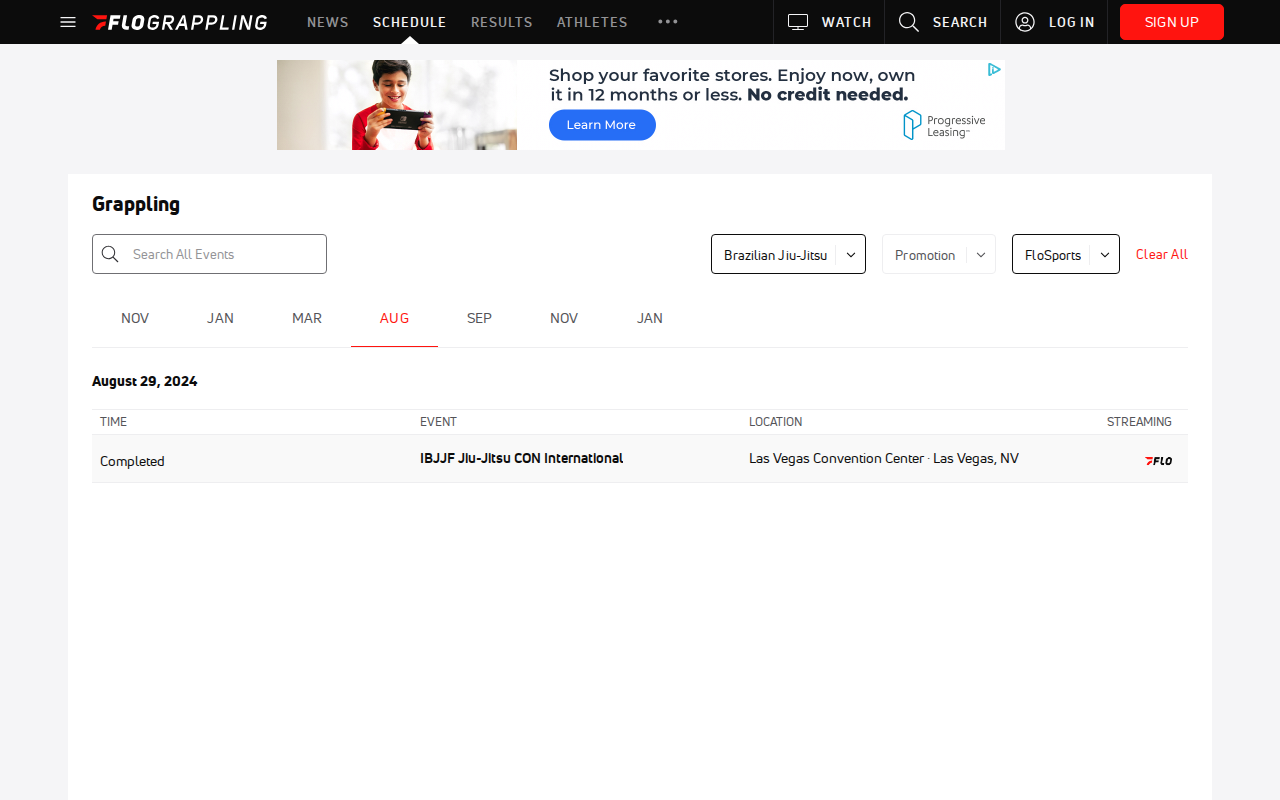 FLOGRAPPLING NEWS SCHEDULE RESULTS ATHLETES WATCH SEARCH LOG IN SIGN UP
Shop your favorite stores. Enjoy now, own
it in 12 months or less. No credit needed.
Learn More
Progressive
Leasing
Grappling
Search All Events
Brazilian Jiu-Jitsu
Promotion
FloSports
Clear All
NOV JAN MAR AUG SEP NOV JAN
August 29, 2024
TIME EVENT LOCATION STREAMING
Completed IBJJF Jiu-Jitsu CON International Las Vegas Convention Center · Las Vegas, NV FLO